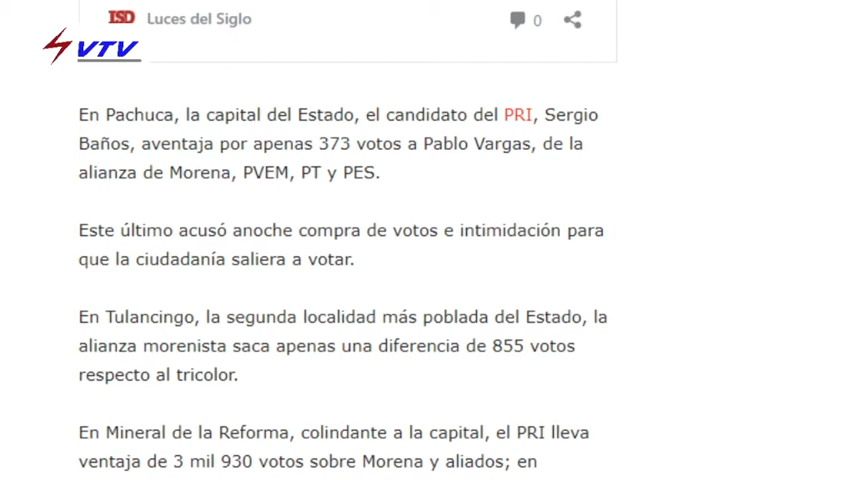 ISD Luces del Siglo 0
VTV
En Pachuca, la capital del Estado, el candidato del PRI, Sergio
Baños, aventaja por apenas 373 votos a Pablo Vargas, de la
alianza de Morena, PVEM, PT y PES.
Este último acusó anoche compra de votos e intimidación para
que la ciudadanía saliera a votar.
En Tulancingo, la segunda localidad más poblada del Estado, la
alianza morenista saca apenas una diferencia de 855 votos
respecto al tricolor.
En Mineral de la Reforma, colindante a la capital, el PRI lleva
ventaja de 3 mil 930 votos sobre Morena y aliados; en